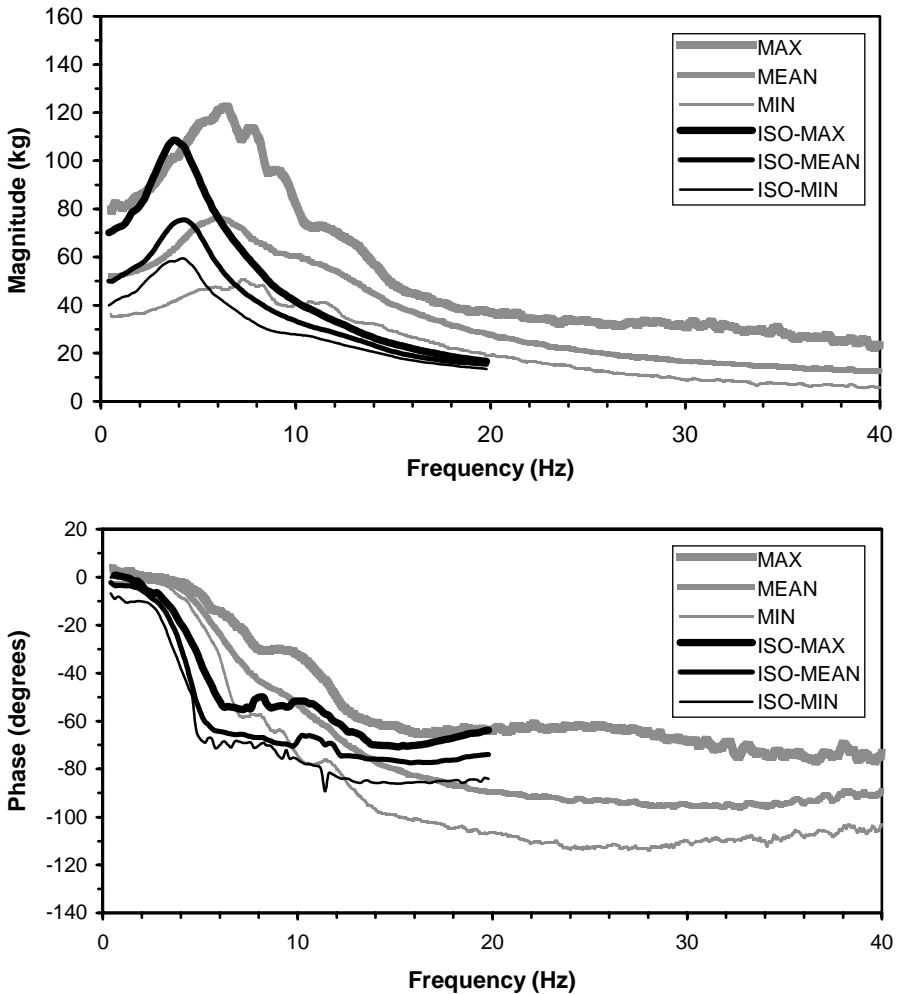 160
140
120
100
80
60
40
20
0
Magnitude (kg)
MAX
MEAN
MIN
ISO-MAX
ISO-MEAN
ISO-MIN
0 10 20 30 40
Frequency (Hz)
20
0
-20
-40
-60
-80
-100
-120
-140
Phase (degrees)
MAX
MEAN
MIN
ISO-MAX
ISO-MEAN
ISO-MIN
0 10 20 30 40
Frequency (Hz)